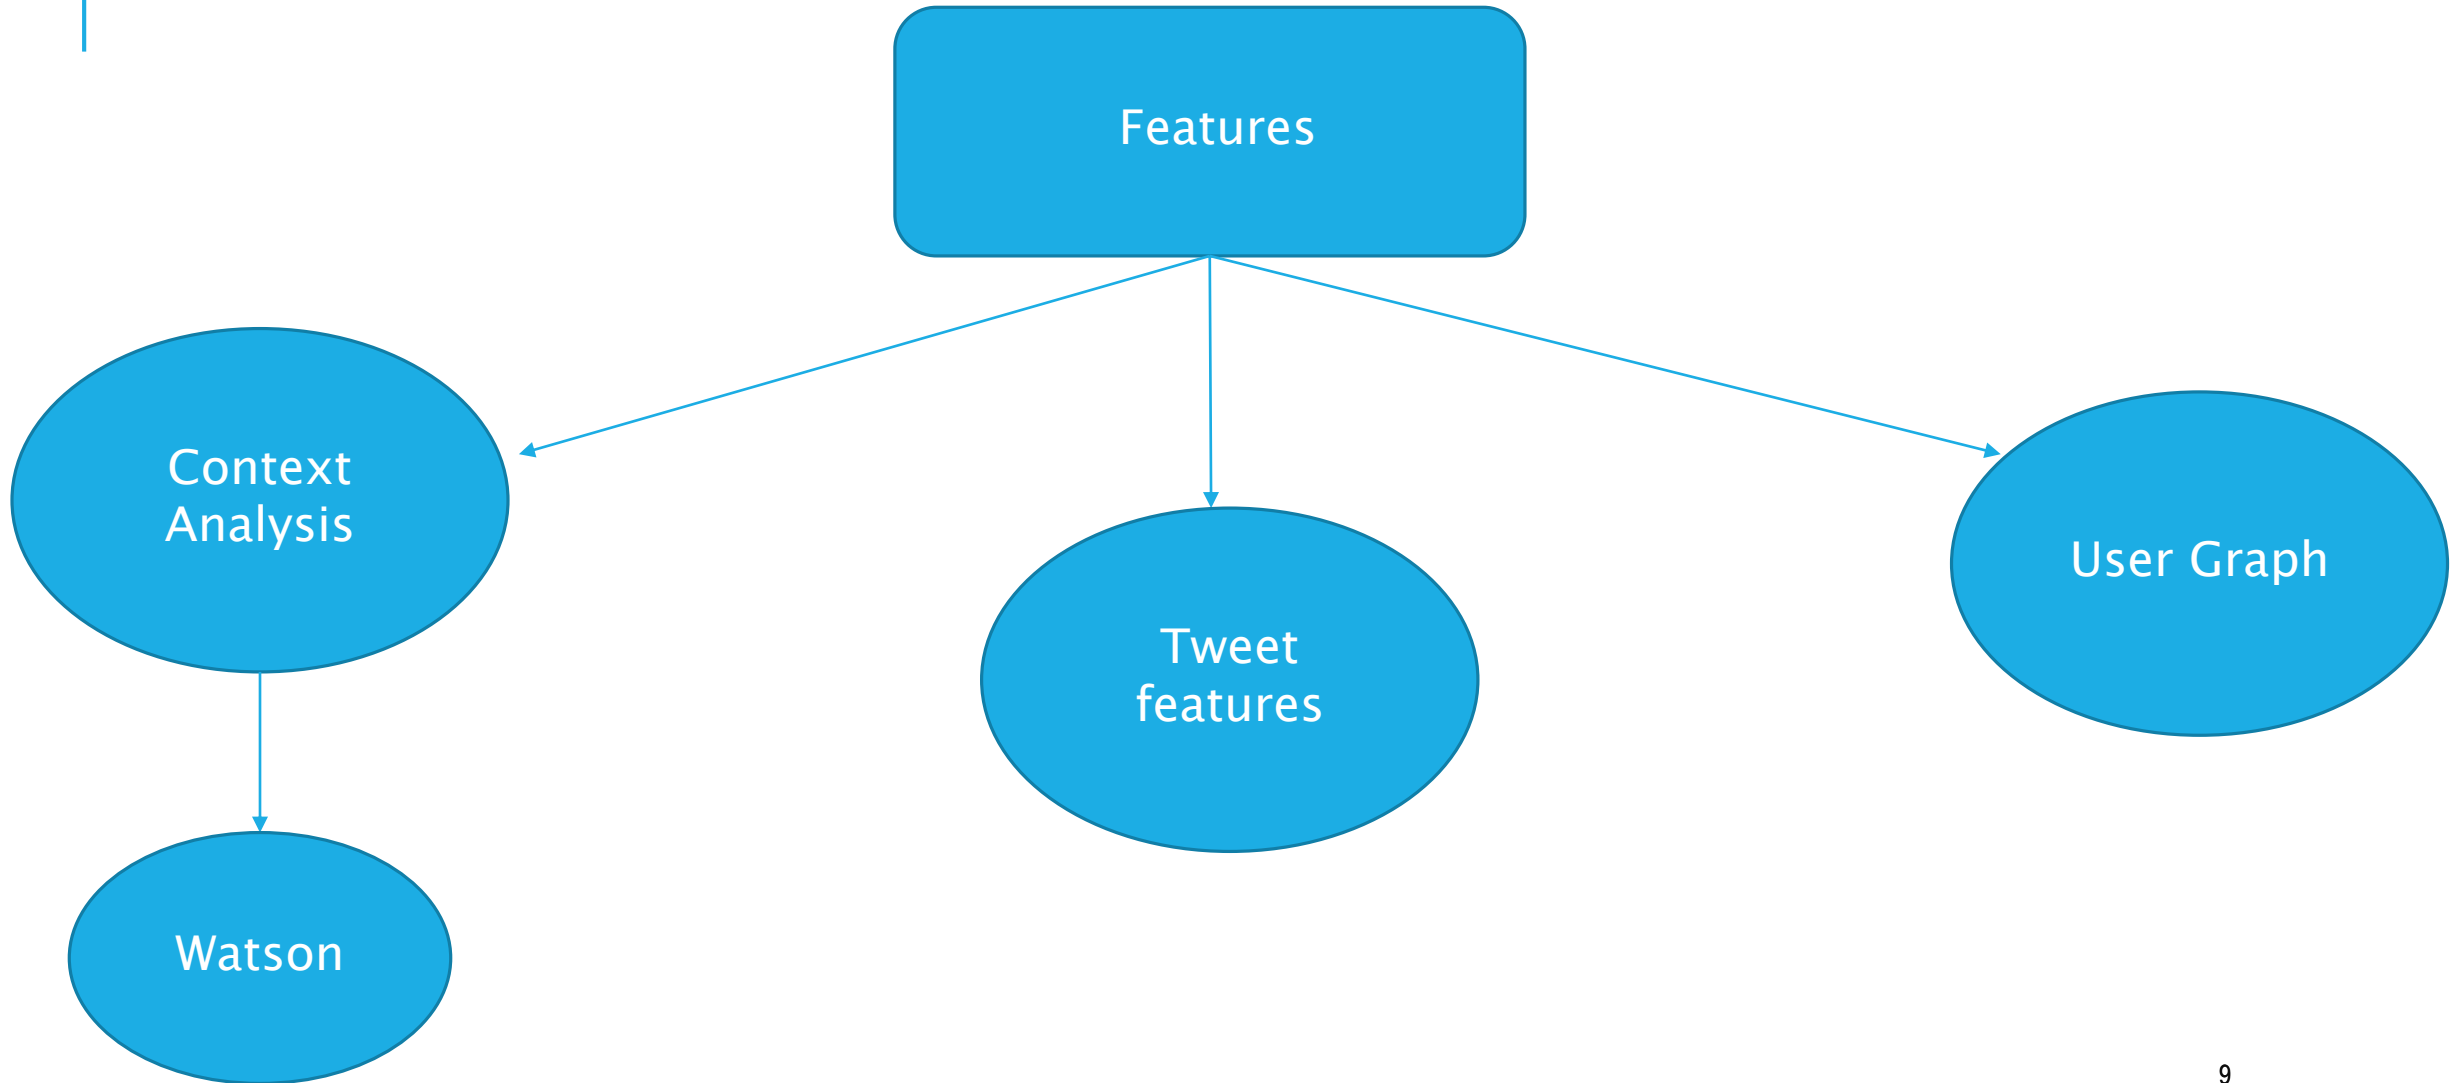 Features
Context
Analysis
Tweet
features
User Graph
Watson
9